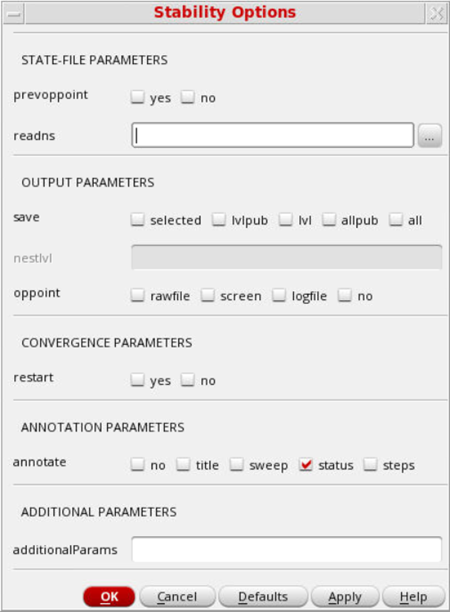 Stability Options
STATE-FILE PARAMETERS
prevoppoint yes no
readns ...
OUTPUT PARAMETERS
save selected lvlpub lvl allpub all
nestlvl
oppoint rawfile screen logfile no
CONVERGENCE PARAMETERS
restart yes no
ANNOTATION PARAMETERS
annotate no title sweep status steps
ADDITIONAL PARAMETERS
additionalParams
OK Cancel Defaults Apply Help